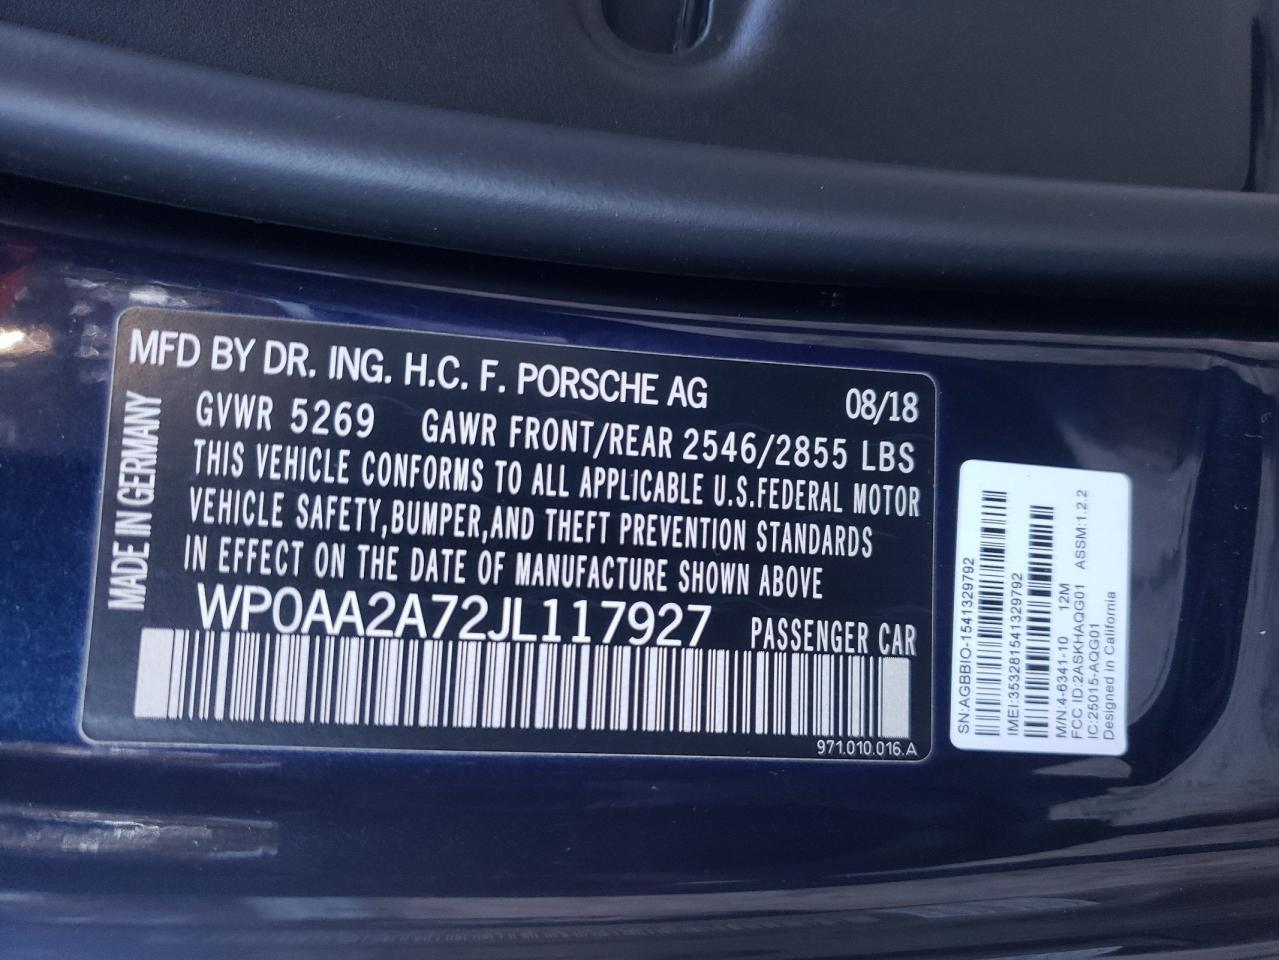 MFD BY DR. ING. H.C. F. PORSCHE AG 08/18
GVWR 5269 GAWR FRONT/REAR 2546/2855 LBS
THIS VEHICLE CONFORMS TO ALL APPLICABLE U.S.FEDERAL MOTOR
VEHICLE SAFETY,BUMPER,AND THEFT PREVENTION STANDARDS
IN EFFECT ON THE DATE OF MANUFACTURE SHOWN ABOVE
WP0AA2A72JL117927 PASSENGER CAR
971.010.016.A
MADE IN GERMANY
SN:AGBBIO-1541329792
IMEI:353281541329792
M/N:4-6341-10 12M
FCC ID:2ASKHAQG01 ASSM:1.2.2
IC:25015-AQG01
Designed in California